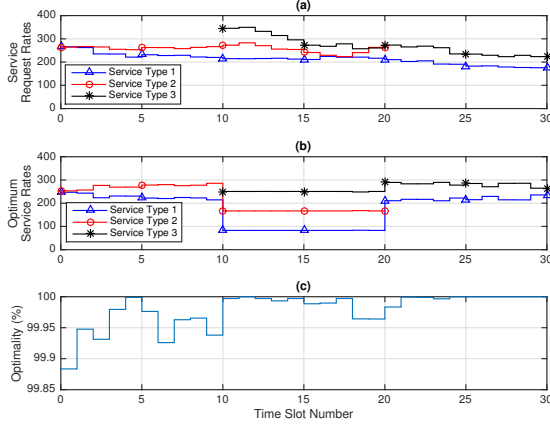 (a)
Service
Request Rates
400
300
200
100
0
Service Type 1
Service Type 2
Service Type 3
0 5 10 15 20 25 30
(b)
Optimum
Service Rates
400
300
200
100
0
Service Type 1
Service Type 2
Service Type 3
0 5 10 15 20 25 30
(c)
Optimality (%)
100
99.95
99.9
99.85
0 5 10 15 20 25 30
Time Slot Number